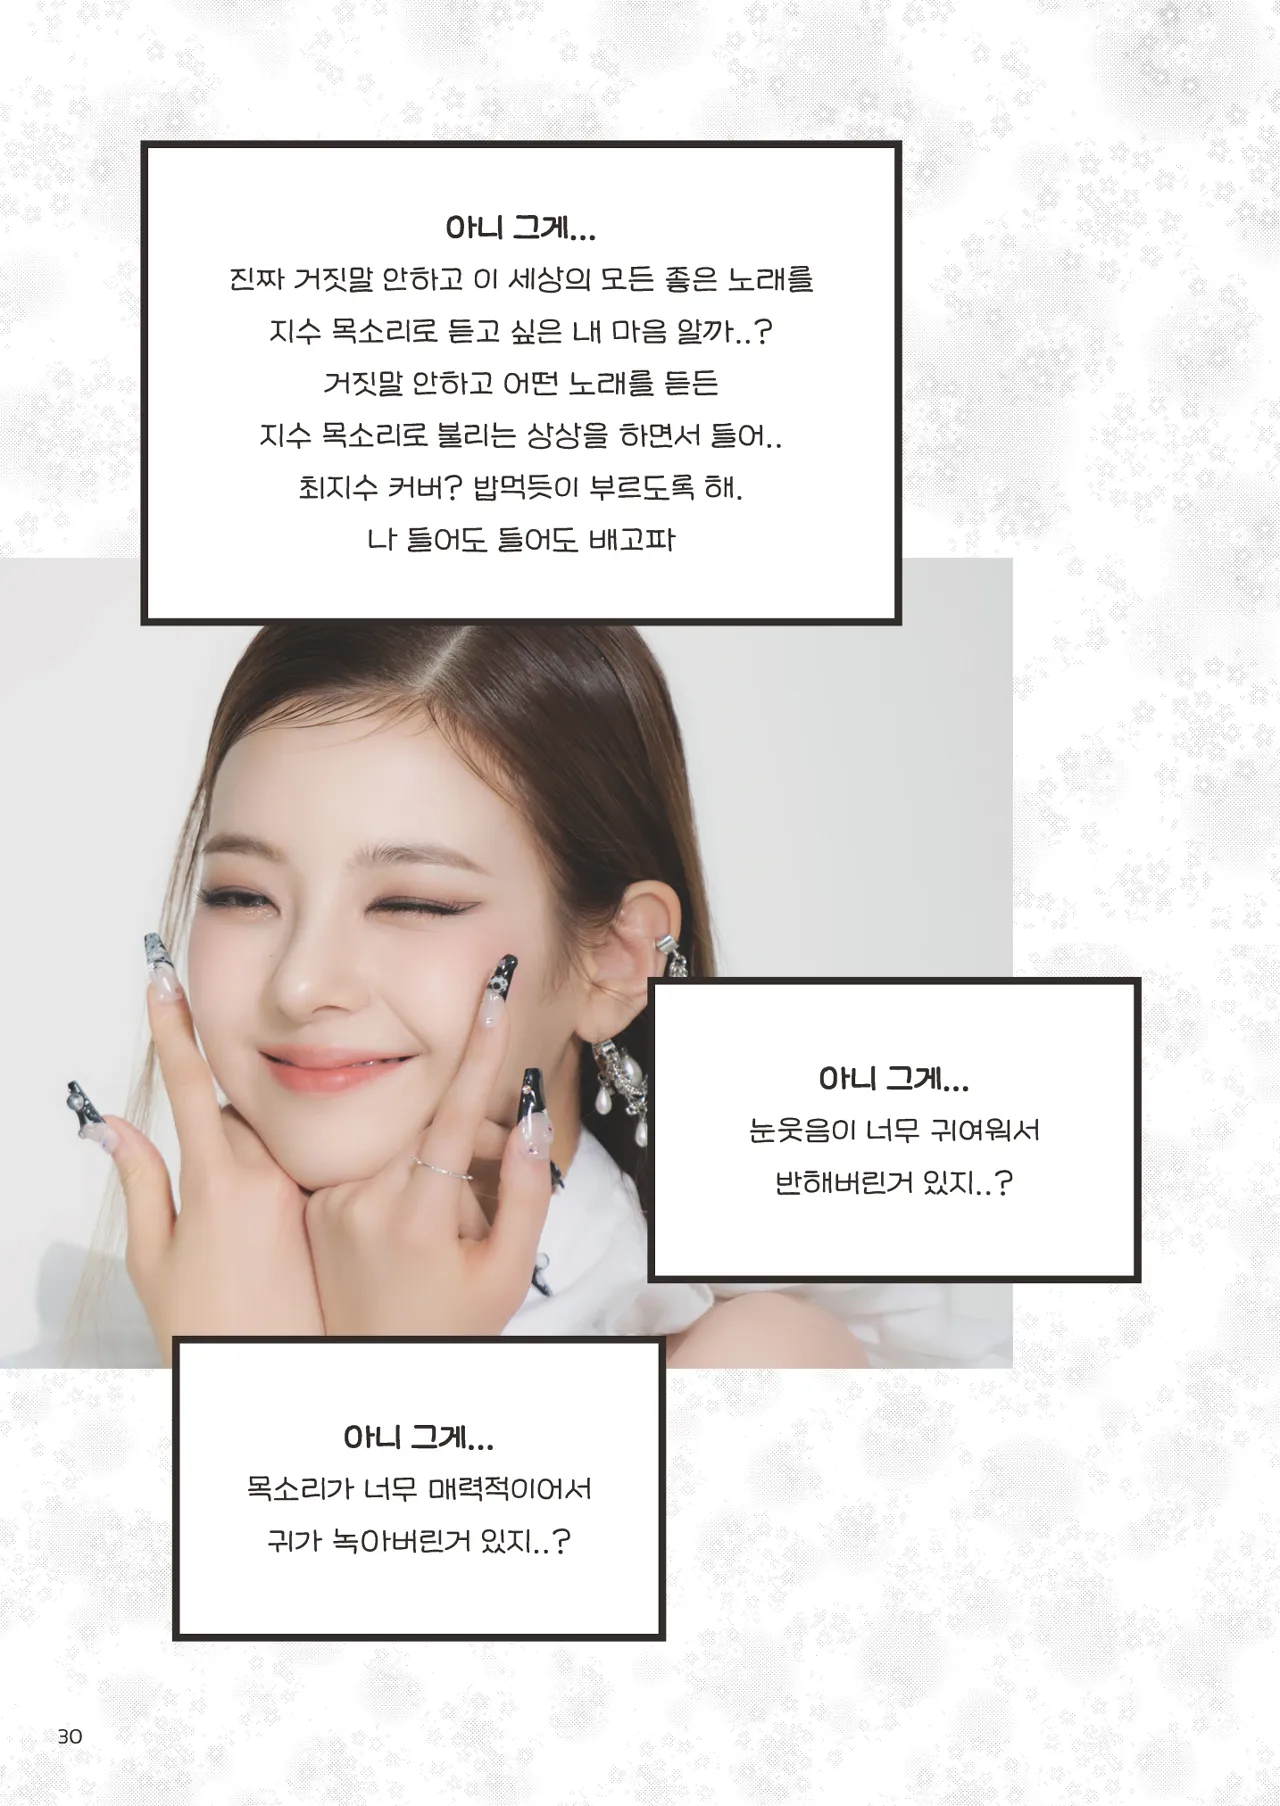 아니 그게...
진짜 거짓말 안하고 이 세상의 모든 좋은 노래를
지수 목소리로 듣고 싶은 내 마음 알까..?
거짓말 안하고 어떤 노래를 듣든
지수 목소리로 불리는 상상을 하면서 들어..
최지수 커버? 밥먹듯이 부르도록 해.
나 들어도 들어도 배고파
아니 그게...
눈웃음이 너무 귀여워서
반해버린거 있지..?
아니 그게...
목소리가 너무 매력적이어서
귀가 녹아버린거 있지..?
30